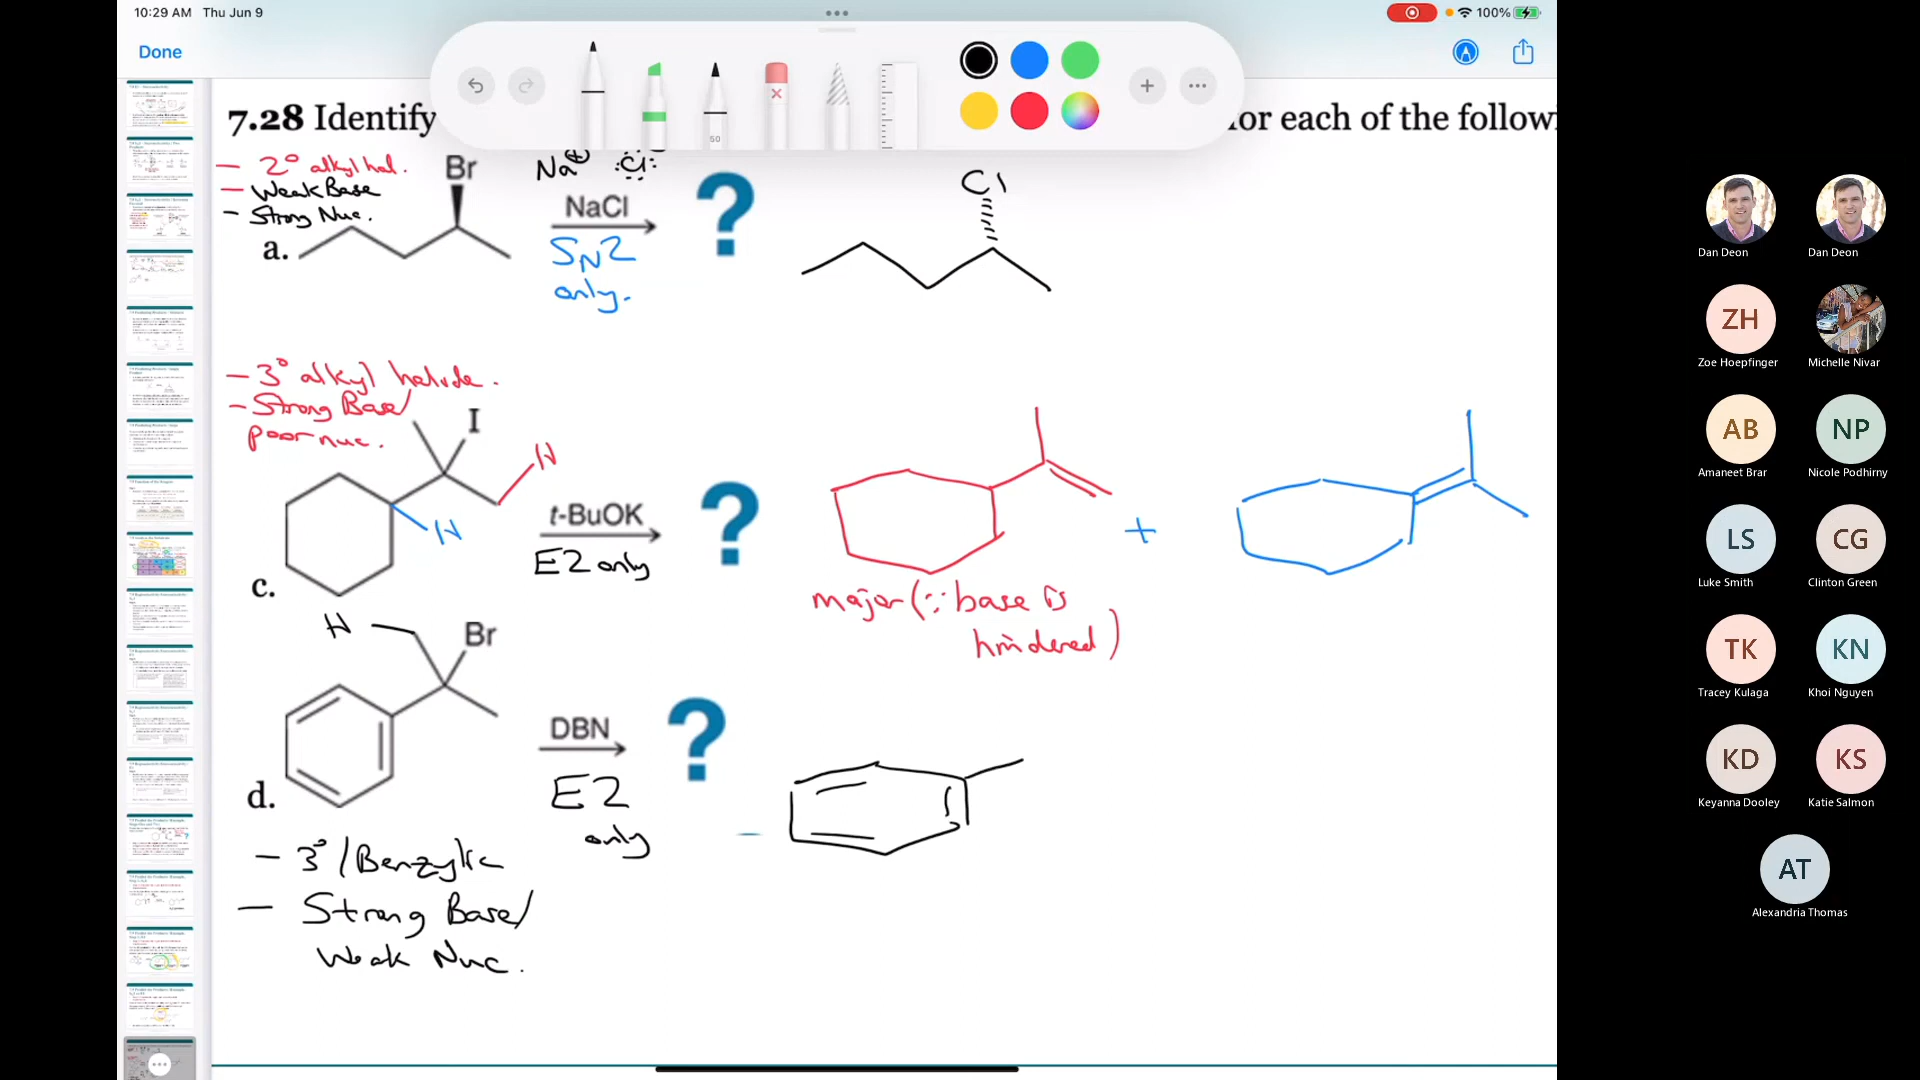 10:29 AM Thu Jun 9
100%
Done
50
7.28 Identify
for each of the followi
- 2° alkyl hal.
- Weak Base
- Strong Nuc.
Br
Na⊕ :Cl:
NaCl
SN2
only.
?
Cl
a.
- 3° alkyl halide.
- Strong Base/
poor nuc.
I
H
H
t-BuOK
E2 only
?
+
c.
major (∵ base is
hindered)
H
Br
DBN
E2
only
?
d.
- 3°/Benzylic
- Strong Base/
Weak Nuc.
Dan Deon
Dan Deon
ZH
Zoe Hoepfinger
Michelle Nivar
AB
Amaneet Brar
NP
Nicole Podhirny
LS
Luke Smith
CG
Clinton Green
TK
Tracey Kulaga
KN
Khoi Nguyen
KD
Keyanna Dooley
KS
Katie Salmon
AT
Alexandria Thomas